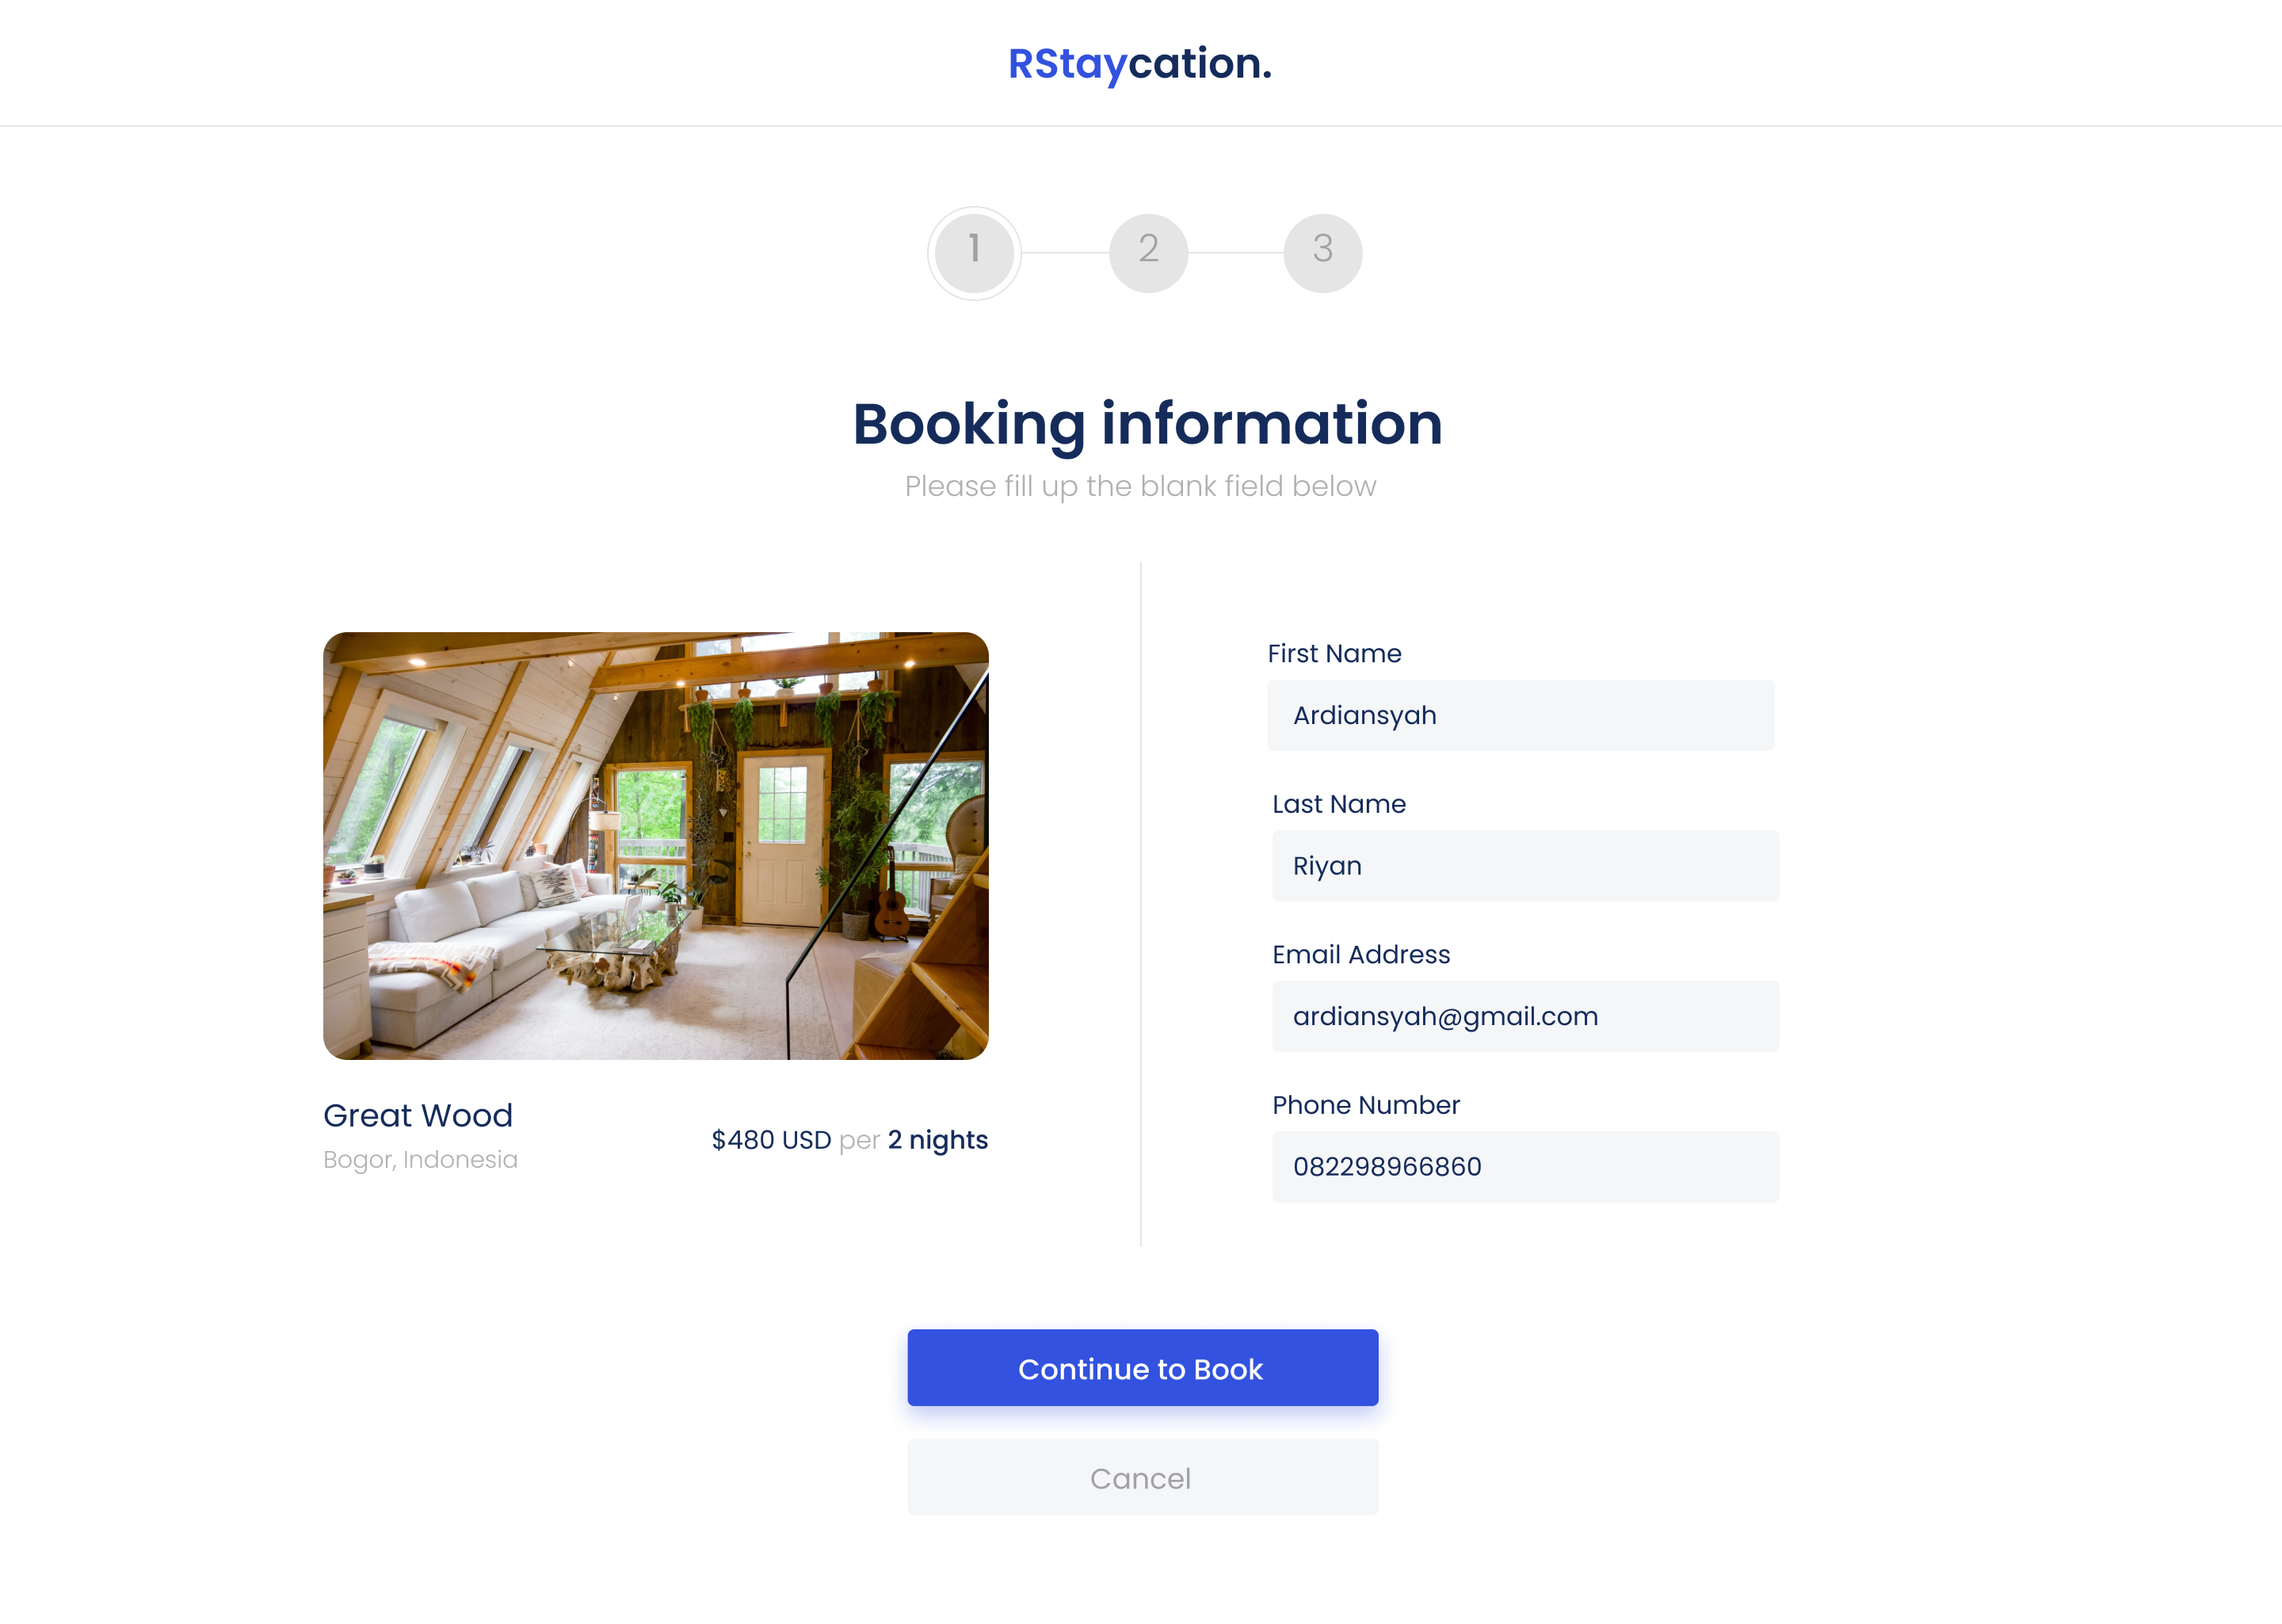 RStaycation.
1 2 3
Booking information
Please fill up the blank field below
Great Wood
Bogor, Indonesia
$480 USD per 2 nights
First Name
Ardiansyah
Last Name
Riyan
Email Address
ardiansyah@gmail.com
Phone Number
082298966860
Continue to Book
Cancel